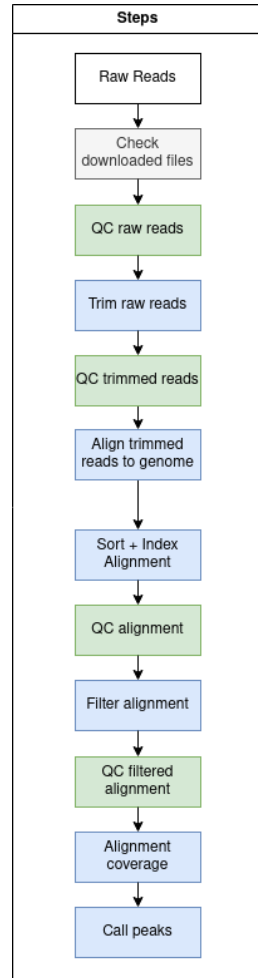 Steps
Raw Reads
Check
downloaded files
QC raw reads
Trim raw reads
QC trimmed reads
Align trimmed
reads to genome
Sort + Index
Alignment
QC alignment
Filter alignment
QC filtered
alignment
Alignment
coverage
Call peaks